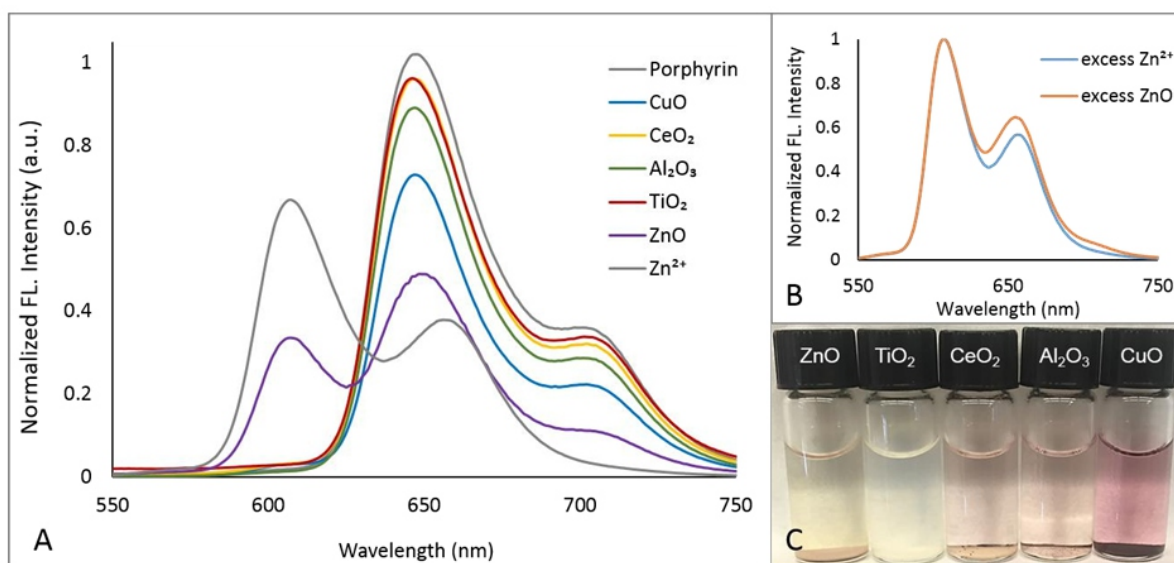 Normalized FL. Intensity (a.u.)
1
0.8
0.6
0.4
0.2
0
550
600
650
700
750
Wavelength (nm)
A
Porphyrin
CuO
CeO₂
Al₂O₃
TiO₂
ZnO
Zn²⁺
Normalized FL. Intensity
1
0.8
0.6
0.4
0.2
0
550
650
750
Wavelength (nm)
B
excess Zn²⁺
excess ZnO
ZnO
TiO₂
CeO₂
Al₂O₃
CuO
C